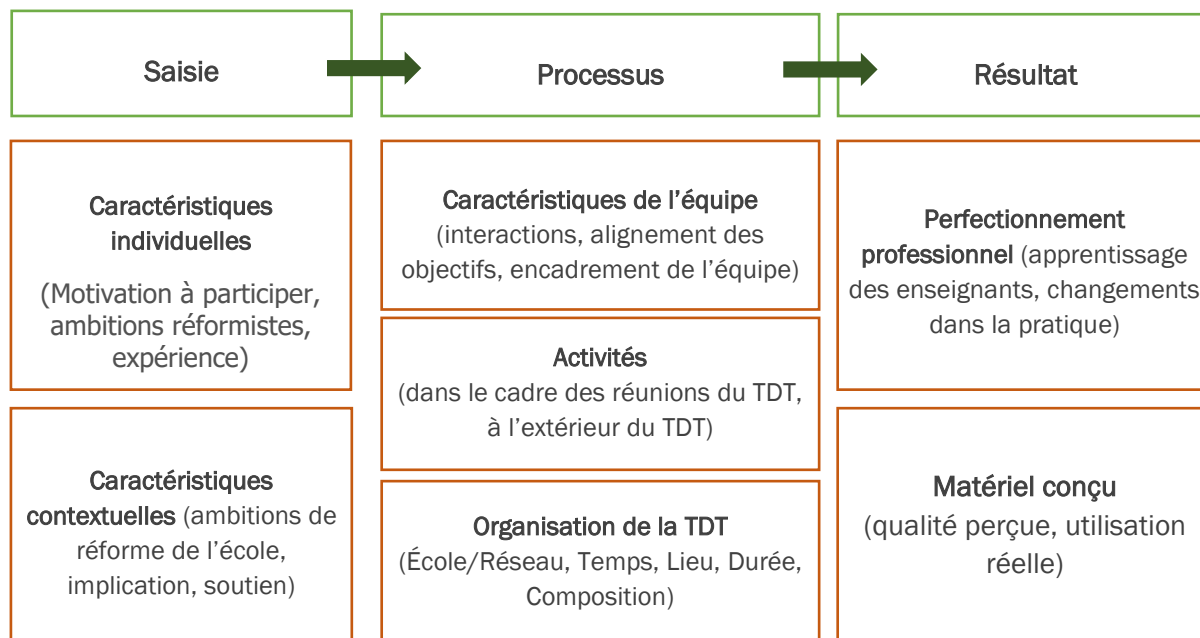 Saisie
Processus
Résultat
Caractéristiques
individuelles
(Motivation à participer,
ambitions réformistes,
expérience)
Caractéristiques
contextuelles (ambitions de
réforme de l'école,
implication, soutien)
Caractéristiques de l'équipe
(interactions, alignement des
objectifs, encadrement de l'équipe)
Activités
(dans le cadre des réunions du TDT,
à l'extérieur du TDT)
Organisation de la TDT
(École/Réseau, Temps, Lieu, Durée,
Composition)
Perfectionnement
professionnel (apprentissage
des enseignants, changements
dans la pratique)
Matériel conçu
(qualité perçue, utilisation
réelle)